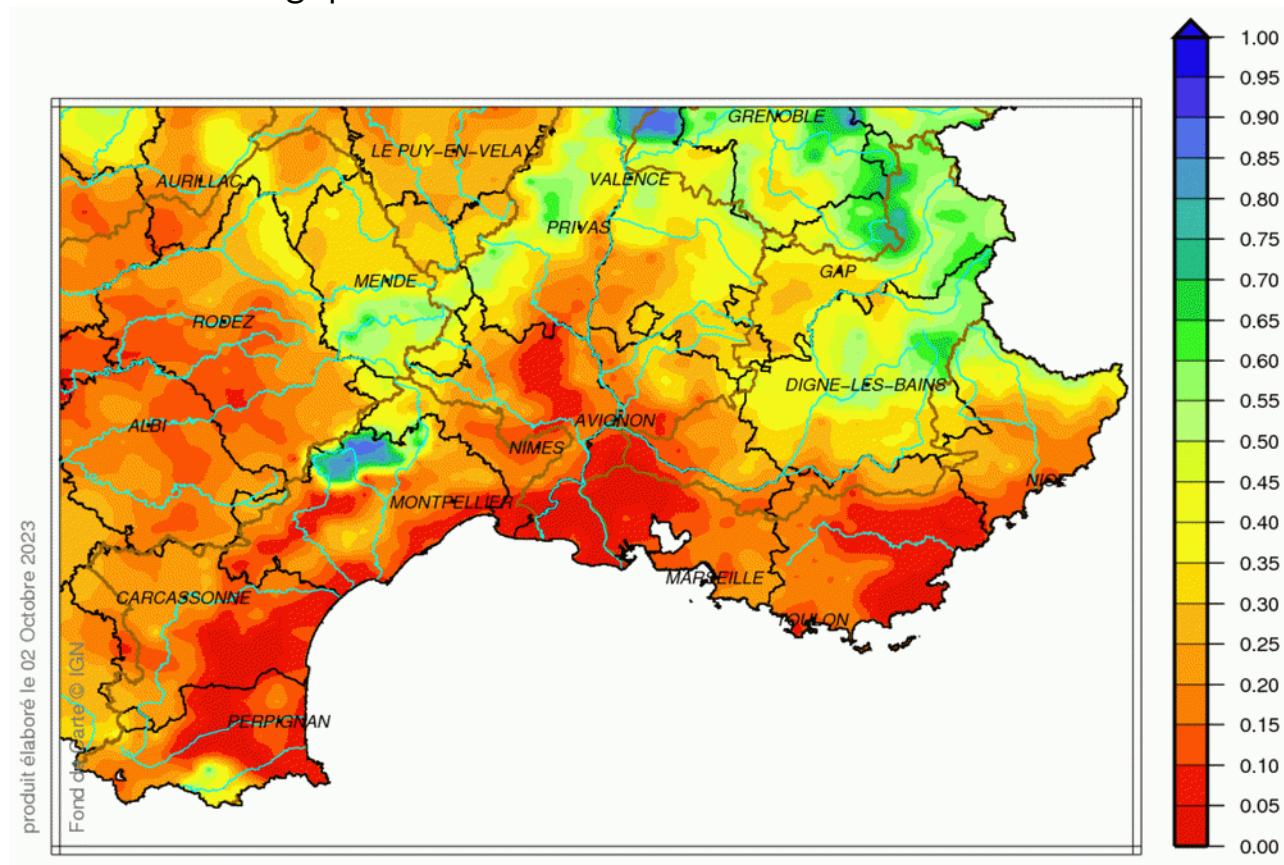 1.00
0.95
0.90
0.85
0.80
0.75
0.70
0.65
0.60
0.55
0.50
0.45
0.40
0.35
0.30
0.25
0.20
0.15
0.10
0.05
0.00
GRENOBLE
LE PUY-EN-VELAY
AURILLAC
VALENCE
PRIVAS
GAP
MENDE
RODEZ
DIGNE-LES-BAINS
ALBI
AVIGNON
NIMES
NICE
MONTPELLIER
MARSEILLE
CARCASSONNE
TOULON
PERPIGNAN
produit élaboré le 02 Octobre 2023
Fond de carte © IGN